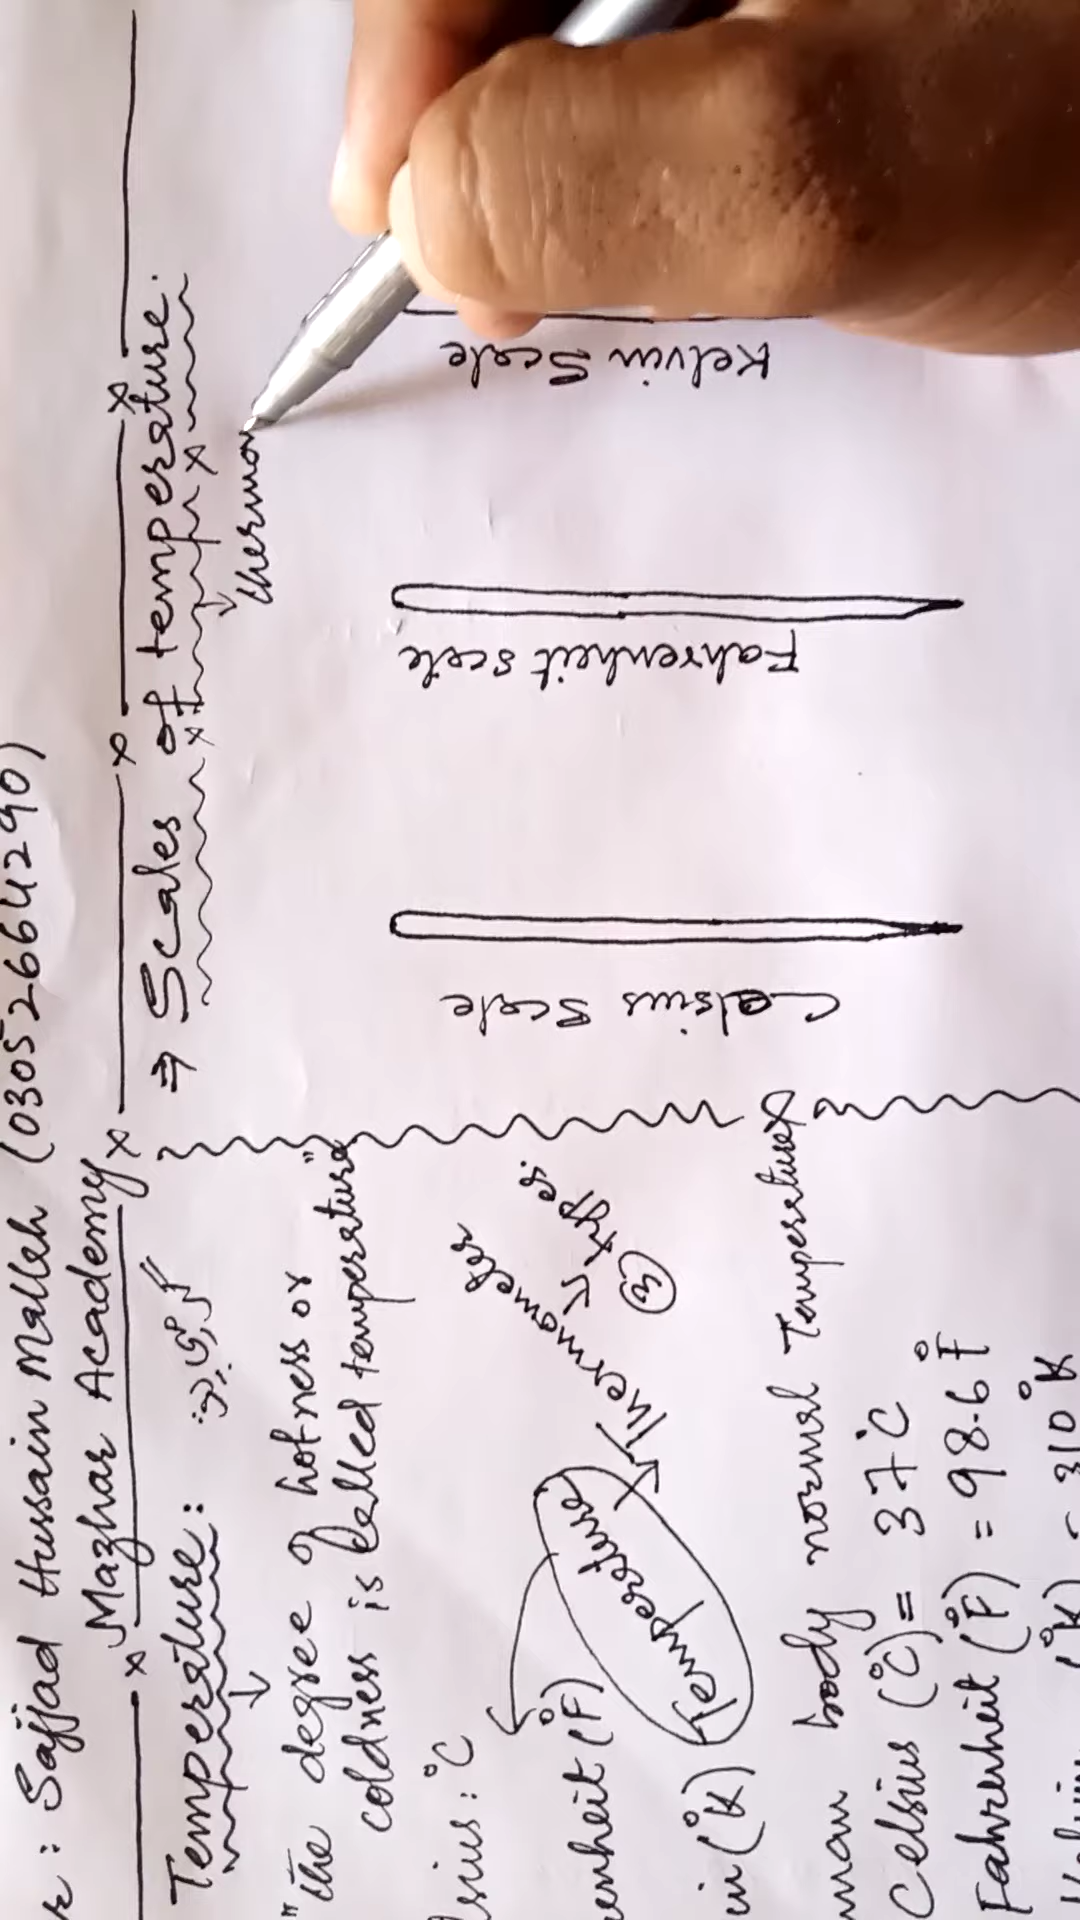 r: Sajjad Hussain Mallah (03052664290)
Mazhar Academy
Temperature:
"The degree of hotness or
coldness is called temperature"
lsius: °C
enheit (°F)
in (°K)
Temperature
Thermometer
③ types.
man body normal Temperature
Celsius (°C) = 37°C
Fahrenheit (°F) = 98.6°F
(°K) = 310°K
⇒ Scales of temperature.
thermo
Celsius Scale
Fahrenheit Scale
Kelvin Scale